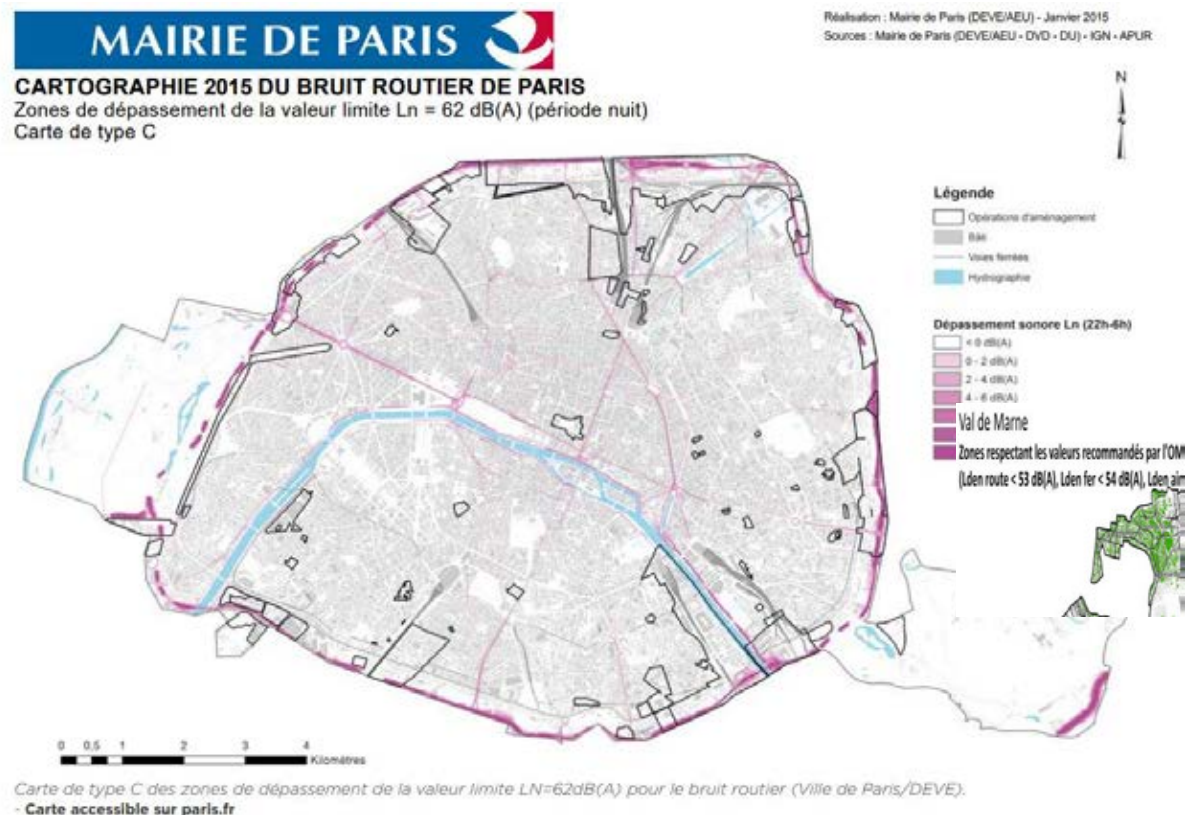 MAIRIE DE PARIS
Réalisation : Mairie de Paris (DEVE/AEU) - Janvier 2015
Sources : Mairie de Paris (DEVE/AEU - DVD - DU) - IGN - APUR
CARTOGRAPHIE 2015 DU BRUIT ROUTIER DE PARIS
Zones de dépassement de la valeur limite Ln = 62 dB(A) (période nuit)
Carte de type C
N
Légende
Opérations d'aménagement
Bâti
Voies ferrées
Hydrographie
Dépassement sonore Ln (22h-6h)
< 0 dB(A)
0 - 2 dB(A)
2 - 4 dB(A)
4 - 6 dB(A)
Val de Marne
Zones respectant les valeurs recommandés par l'OM
(Lden route < 53 dB(A), Lden fer < 54 dB(A), Lden
0 0,5 1 2 3 4
Kilomètres
Carte de type C des zones de dépassement de la valeur limite LN=62dB(A) pour le bruit routier (Ville de Paris/DEVE).
- Carte accessible sur paris.fr